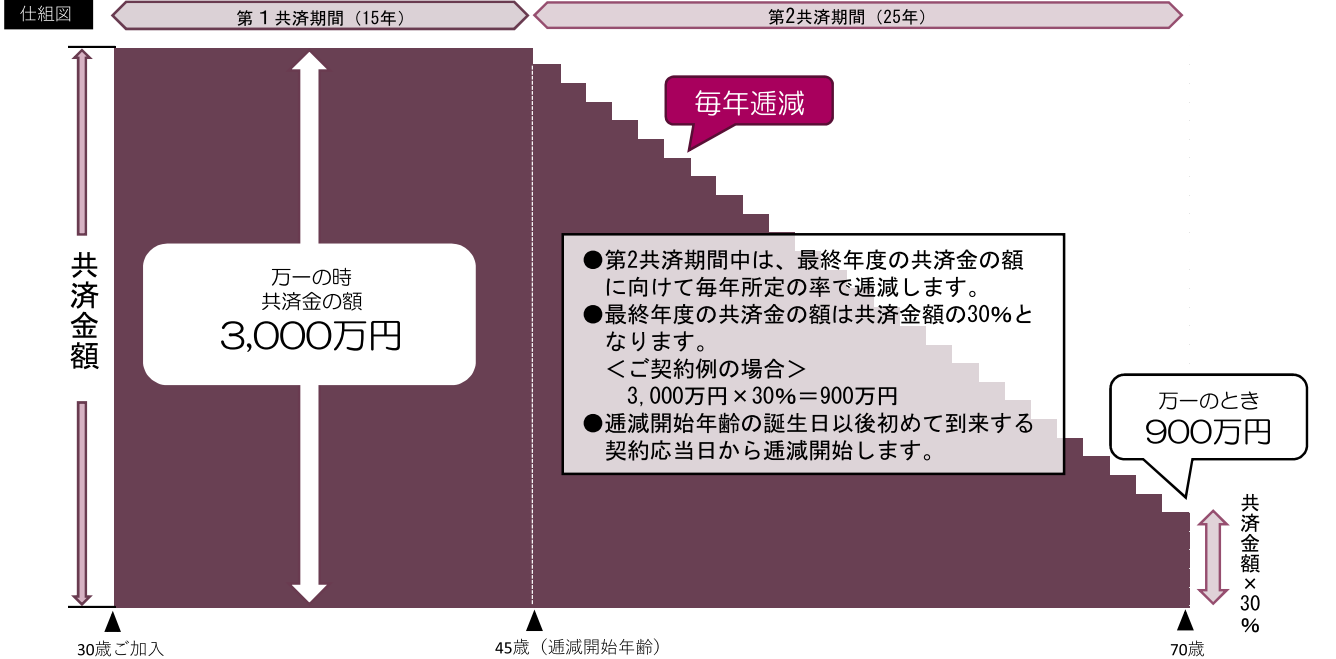 仕組図
第１共済期間（15年）
第2共済期間（25年）
毎年逓減
共済金額
万一の時
共済金の額
3,000万円
●第2共済期間中は、最終年度の共済金の額
に向けて毎年所定の率で逓減します。
●最終年度の共済金の額は共済金額の30%と
なります。
＜ご契約例の場合＞
3,000万円×30%＝900万円
●逓減開始年齢の誕生日以後初めて到来する
契約応当日から逓減開始します。
万一のとき
900万円
共済金額×30%
30歳ご加入
45歳（逓減開始年齢）
70歳